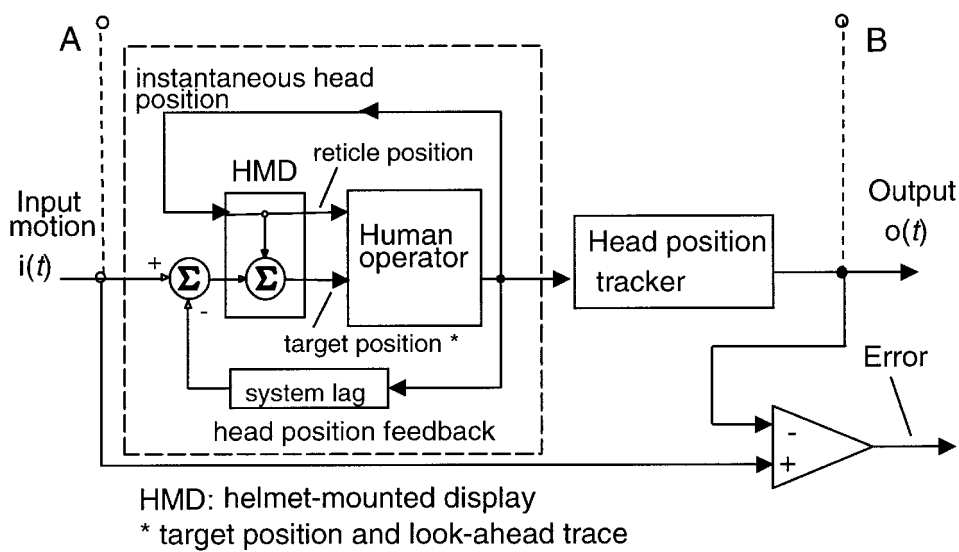 A
B
instantaneous head
position
reticle position
HMD
Input
motion
i(t)
+
Σ
-
Σ
Human
operator
target position *
system lag
head position feedback
Head position
tracker
Output
o(t)
Error
-
+
HMD: helmet-mounted display
* target position and look-ahead trace